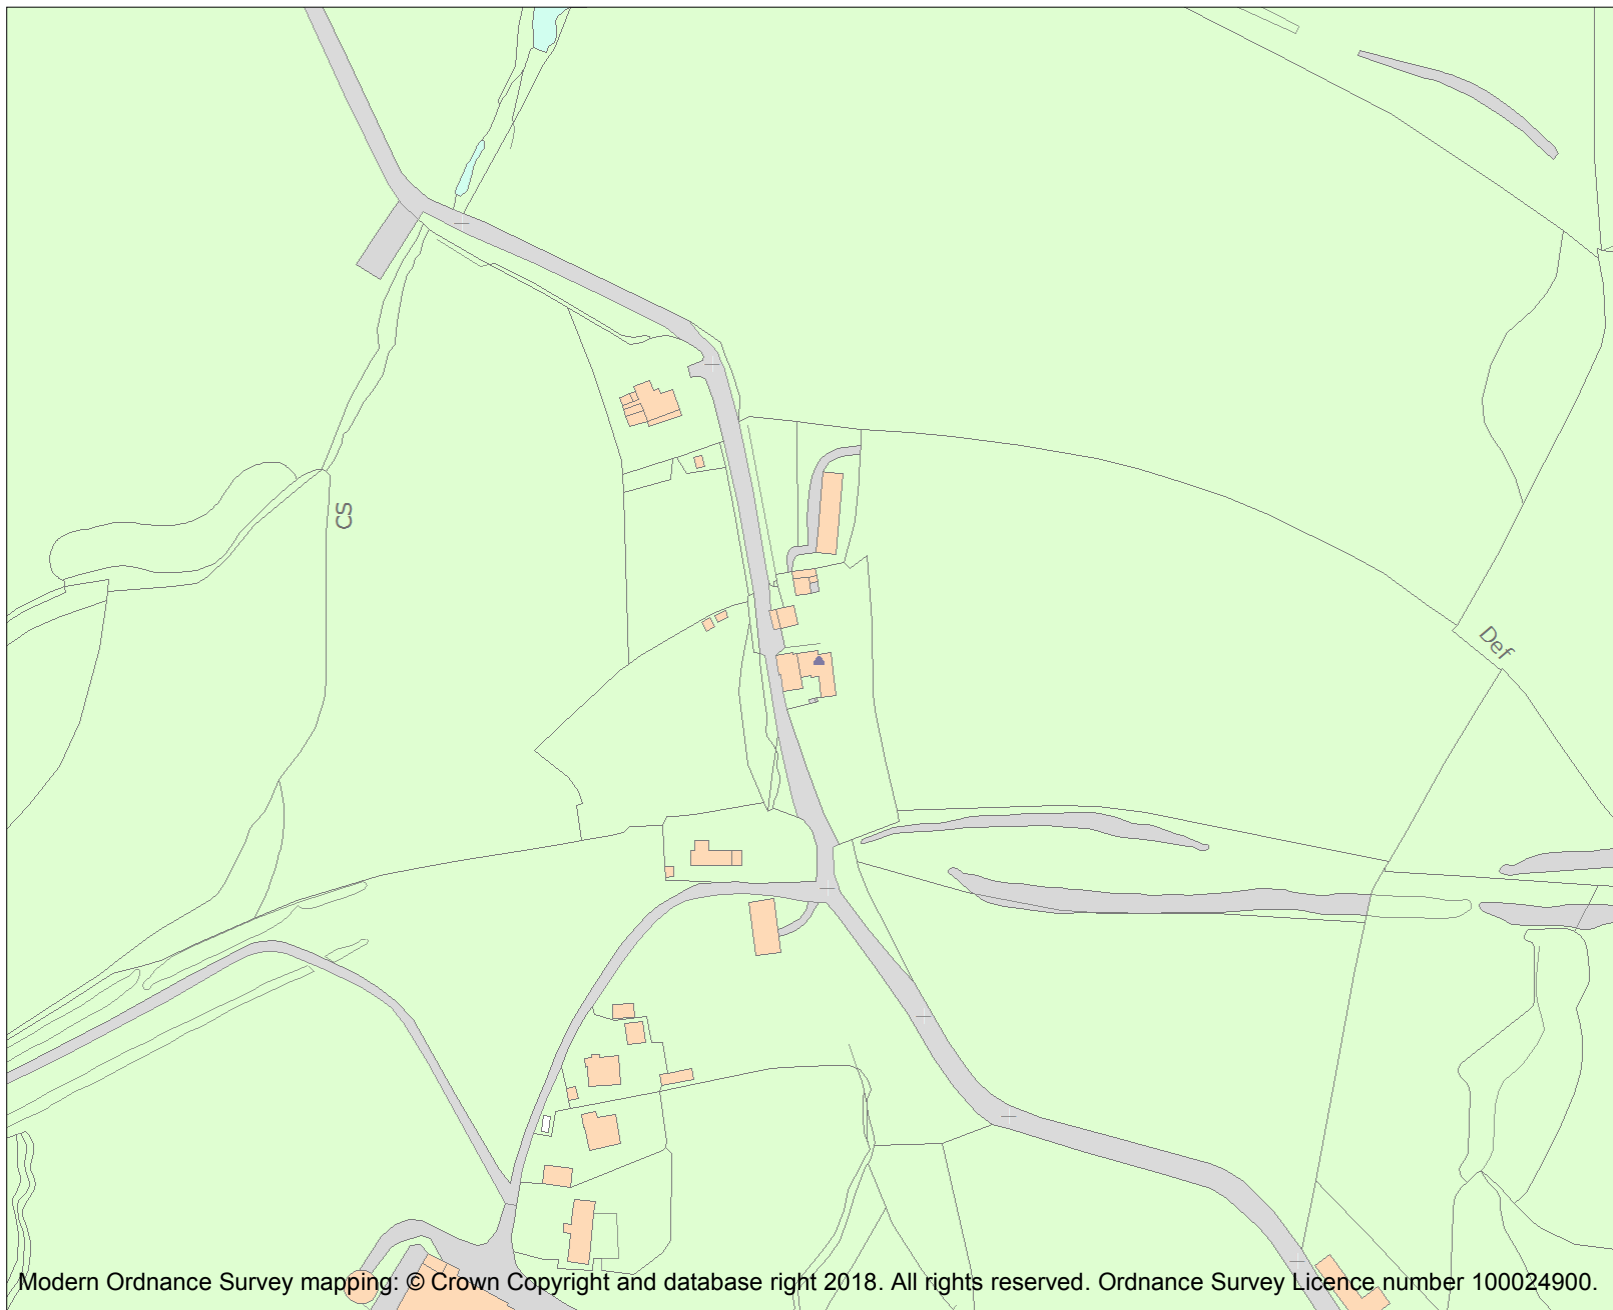 CS
Def
Modern Ordnance Survey mapping: © Crown Copyright and database right 2018. All rights reserved. Ordnance Survey Licence number 100024900.